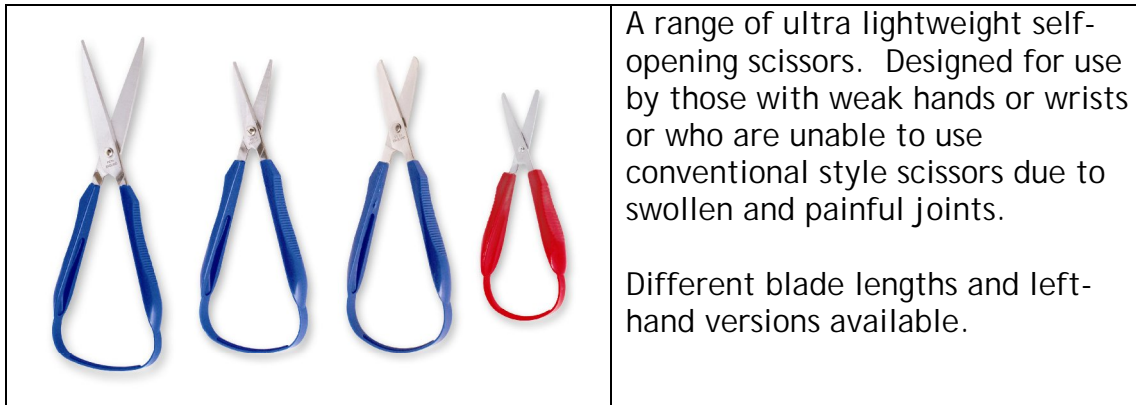 A range of ultra lightweight self-
opening scissors.  Designed for use
by those with weak hands or wrists
or who are unable to use
conventional style scissors due to
swollen and painful joints.
Different blade lengths and left-
hand versions available.